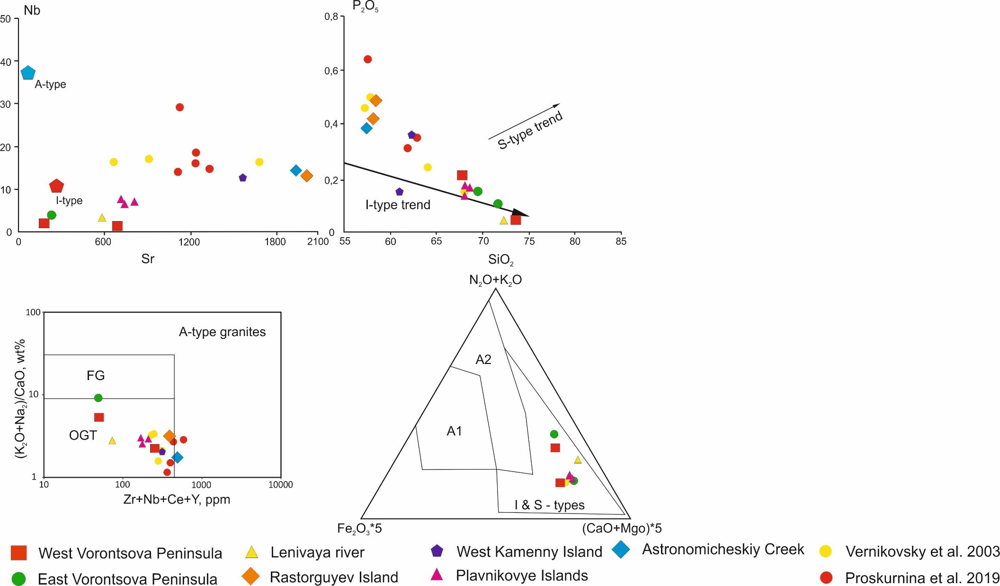 Nb
50
40
30
20
10
0
A-type
I-type
0 600 1200 1800 2100
Sr
P₂O₅
0,8
0,6
0,4
0,2
0
S-type trend
I-type trend
55 60 65 70 75 80 85
SiO₂
100
10
1
(K₂O+Na₂)/CaO, wt%
A-type granites
FG
OGT
10 100 1000 10000
Zr+Nb+Ce+Y, ppm
N₂O+K₂O
A2
A1
I & S - types
Fe₂O₃*5 (CaO+Mgo)*5
West Vorontsova Peninsula Lenivaya river West Kamenny Island Astronomicheskiy Creek Vernikovsky et al. 2003
East Vorontsova Peninsula Rastorguyev Island Plavnikovye Islands Proskurnina et al. 2019